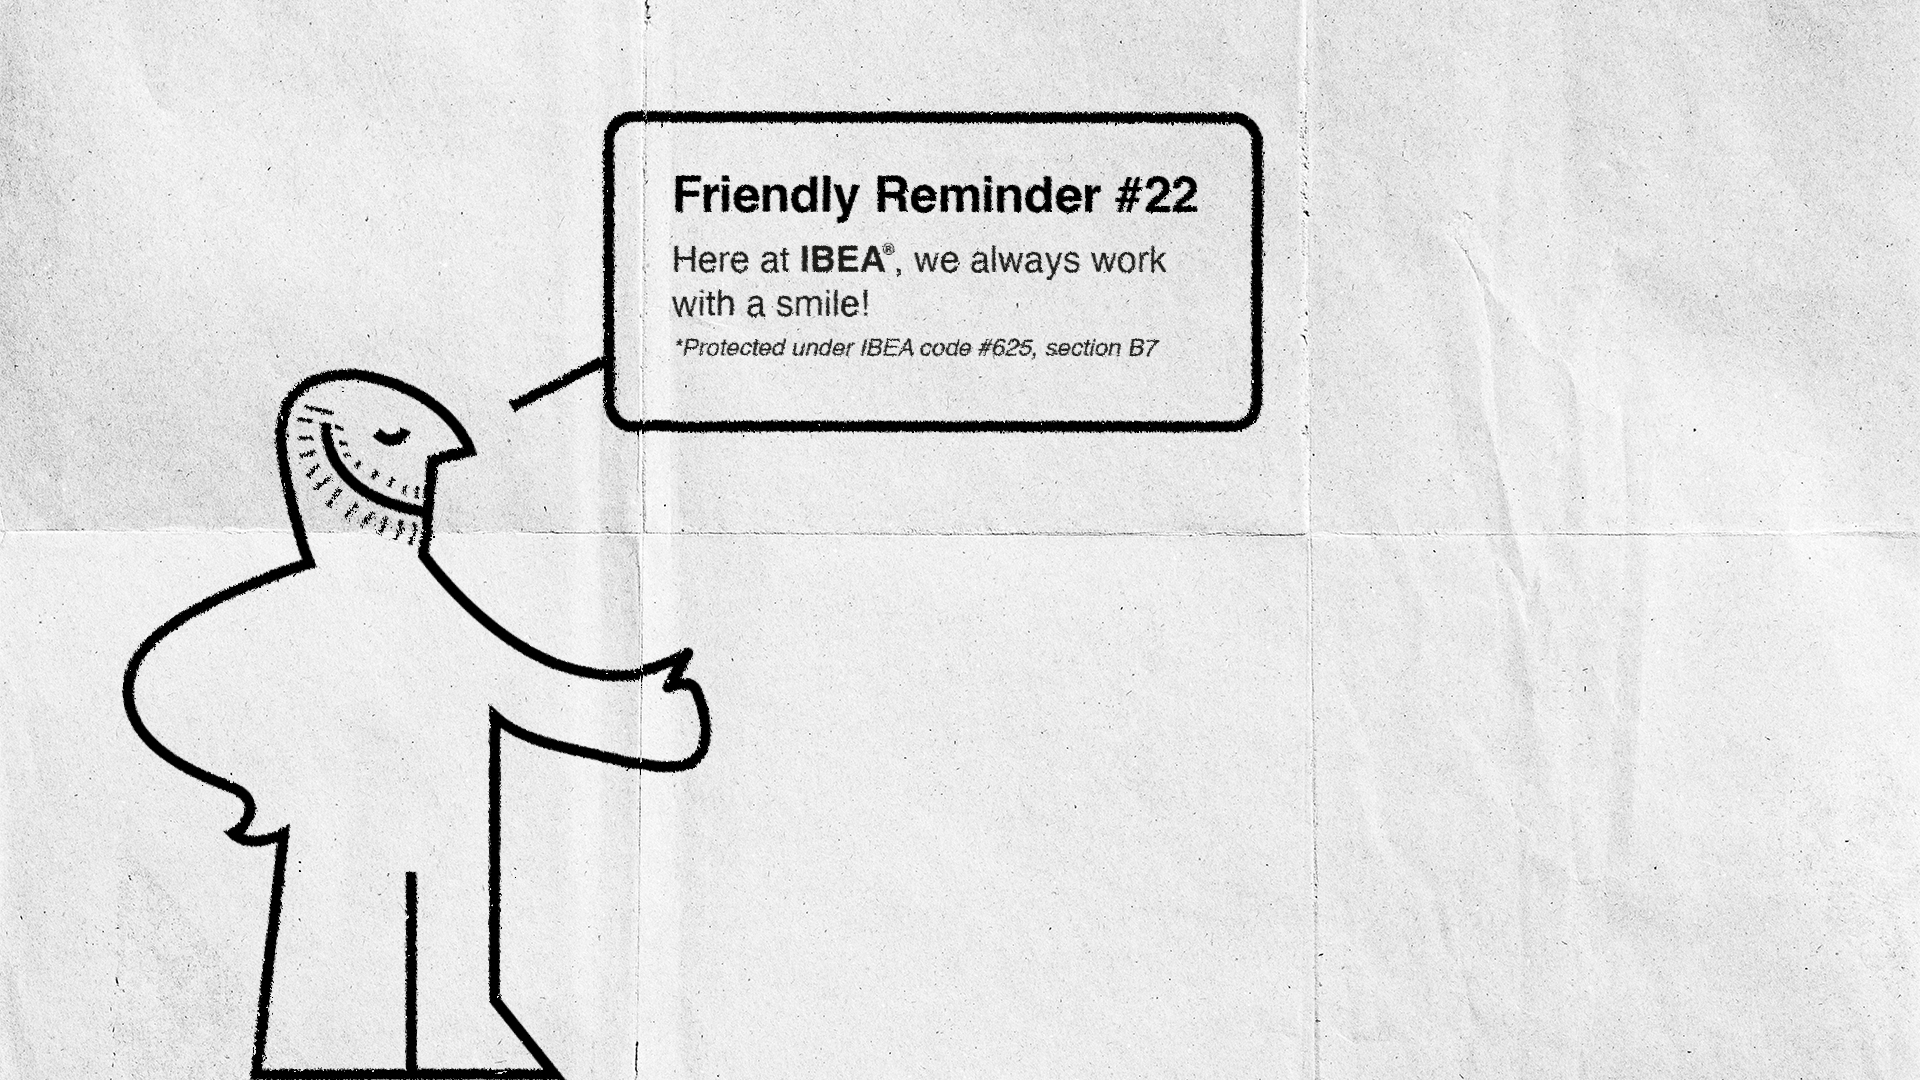 Friendly Reminder #22
Here at IBEA®, we always work
with a smile!
*Protected under IBEA code #625, section B7